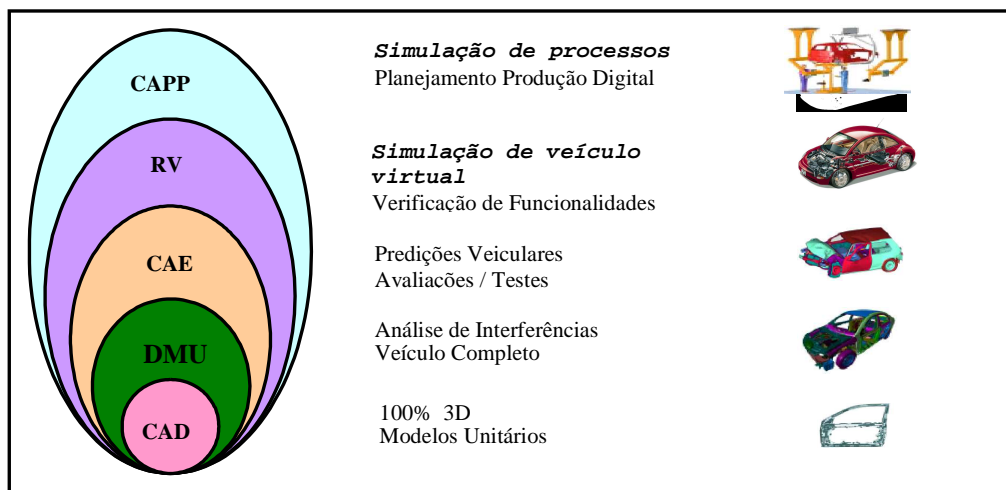 CAPP
Simulação de processos
Planejamento Produção Digital
RV
Simulação de veículo
virtual
Verificação de Funcionalidades
CAE
Predições Veiculares
Avaliacões / Testes
DMU
Análise de Interferências
Veículo Completo
CAD
100% 3D
Modelos Unitários